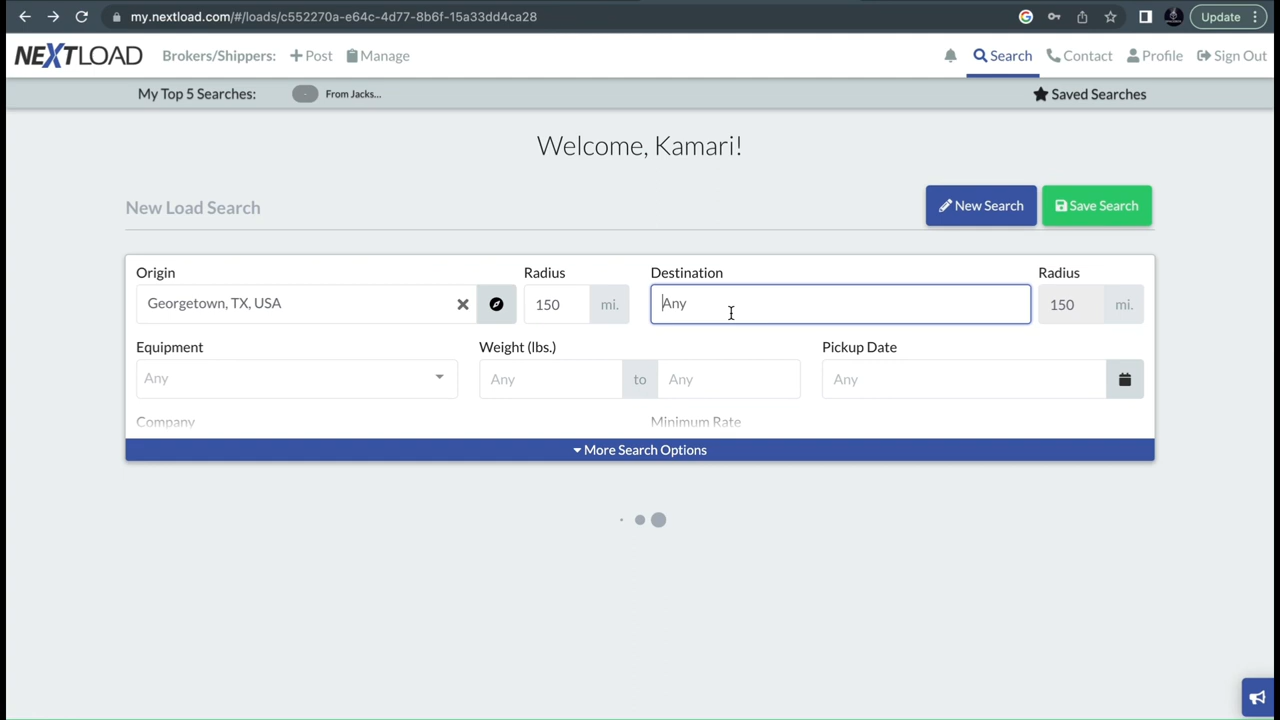 my.nextload.com/#/loads/c552270a-e64c-4d77-8b6f-15a33dd4ca28
Update
NEXTLOAD Brokers/Shippers: Post Manage Search Contact Profile Sign Out
My Top 5 Searches: - From Jacks... Saved Searches
Welcome, Kamari!
New Load Search New Search Save Search
Origin Radius Destination Radius
Georgetown, TX, USA 150 mi. Any 150 mi.
Equipment Weight (lbs.) Pickup Date
Any Any to Any Any
Company Minimum Rate
More Search Options